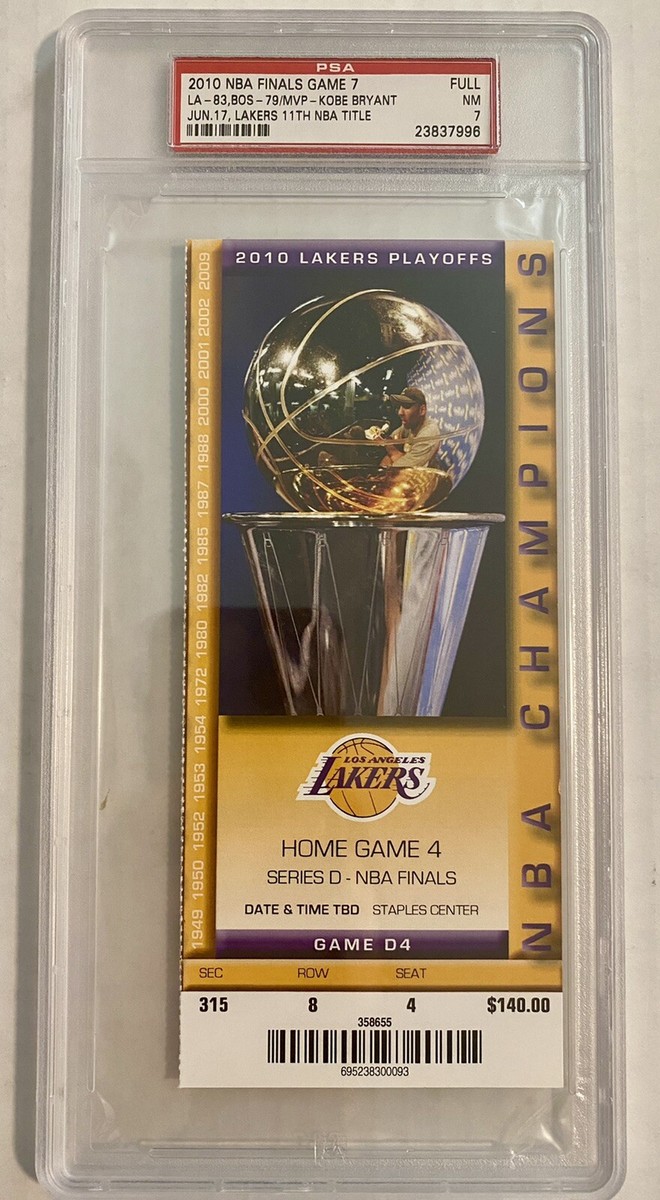 PSA
2010 NBA FINALS GAME 7 FULL
LA-83,BOS-79/MVP-KOBE BRYANT NM
JUN.17, LAKERS 11TH NBA TITLE 7
23837996
2010 LAKERS PLAYOFFS
1949 1950 1952 1953 1954 1972 1980 1982 1985 1987 1988 2000 2001 2002 2009
NBA CHAMPIONS
LOS ANGELES
LAKERS
HOME GAME 4
SERIES D - NBA FINALS
DATE & TIME TBD STAPLES CENTER
GAME D4
SEC ROW SEAT
315 8 4 $140.00
358655
695238300093